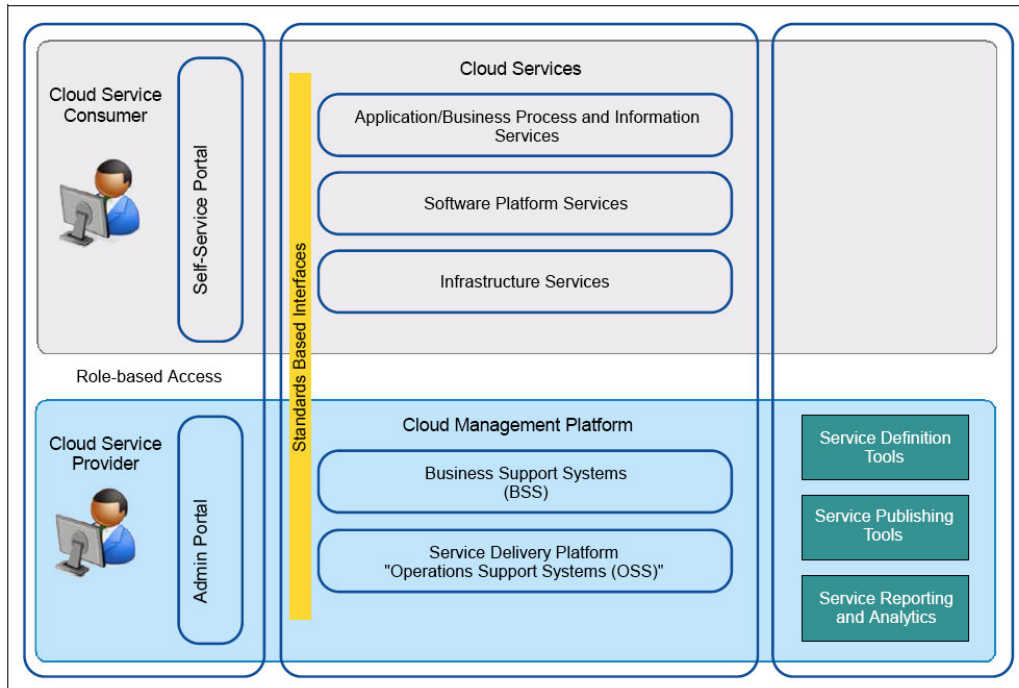 Cloud Service
Consumer
Self-Service Portal
Cloud Services
Application/Business Process and Information
Services
Software Platform Services
Infrastructure Services
Standards Based Interfaces
Role-based Access
Cloud Service
Provider
Admin Portal
Cloud Management Platform
Business Support Systems
(BSS)
Service Delivery Platform
"Operations Support Systems (OSS)"
Service Definition
Tools
Service Publishing
Tools
Service Reporting
and Analytics